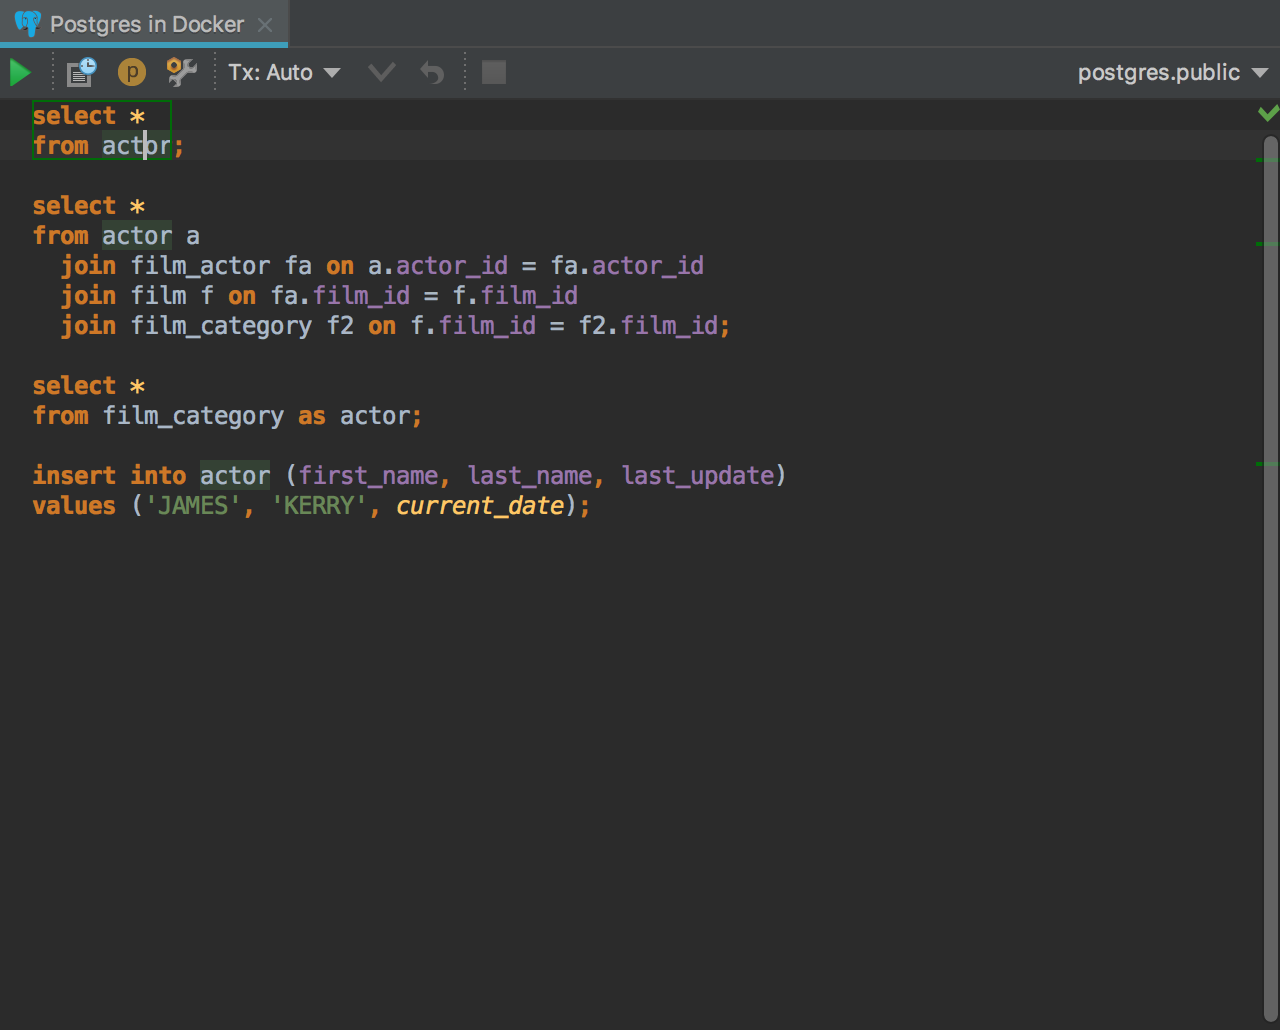 Postgres in Docker
p Tx: Auto postgres.public
select *
from actor;
select *
from actor a
join film_actor fa on a.actor_id = fa.actor_id
join film f on fa.film_id = f.film_id
join film_category f2 on f.film_id = f2.film_id;
select *
from film_category as actor;
insert into actor (first_name, last_name, last_update)
values ('JAMES', 'KERRY', current_date);